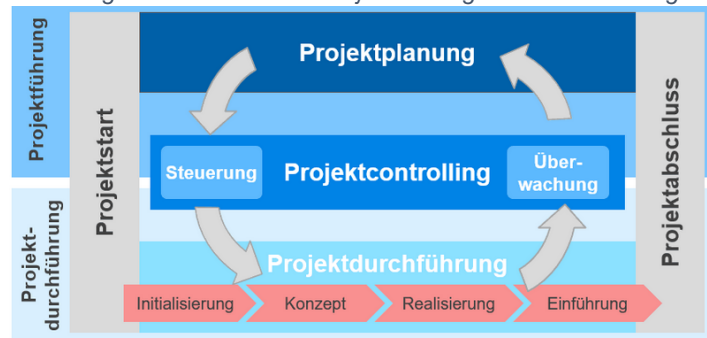 Projektführung
Projekt-
durchführung
Projektstart
Projektplanung
Steuerung
Projektcontrolling
Über-
wachung
Projektdurchführung
Initialisierung
Konzept
Realisierung
Einführung
Projektabschluss